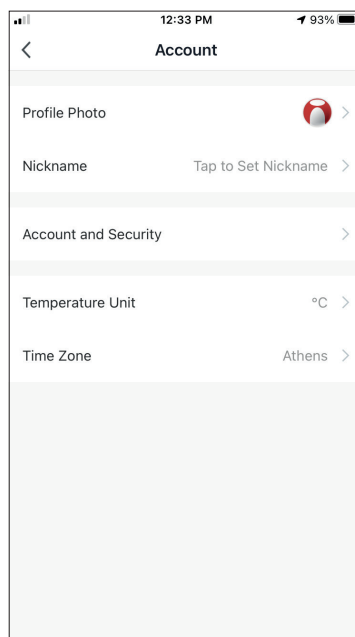 12:33 PM 93%
Account
Profile Photo
Nickname Tap to Set Nickname
Account and Security
Temperature Unit °C
Time Zone Athens